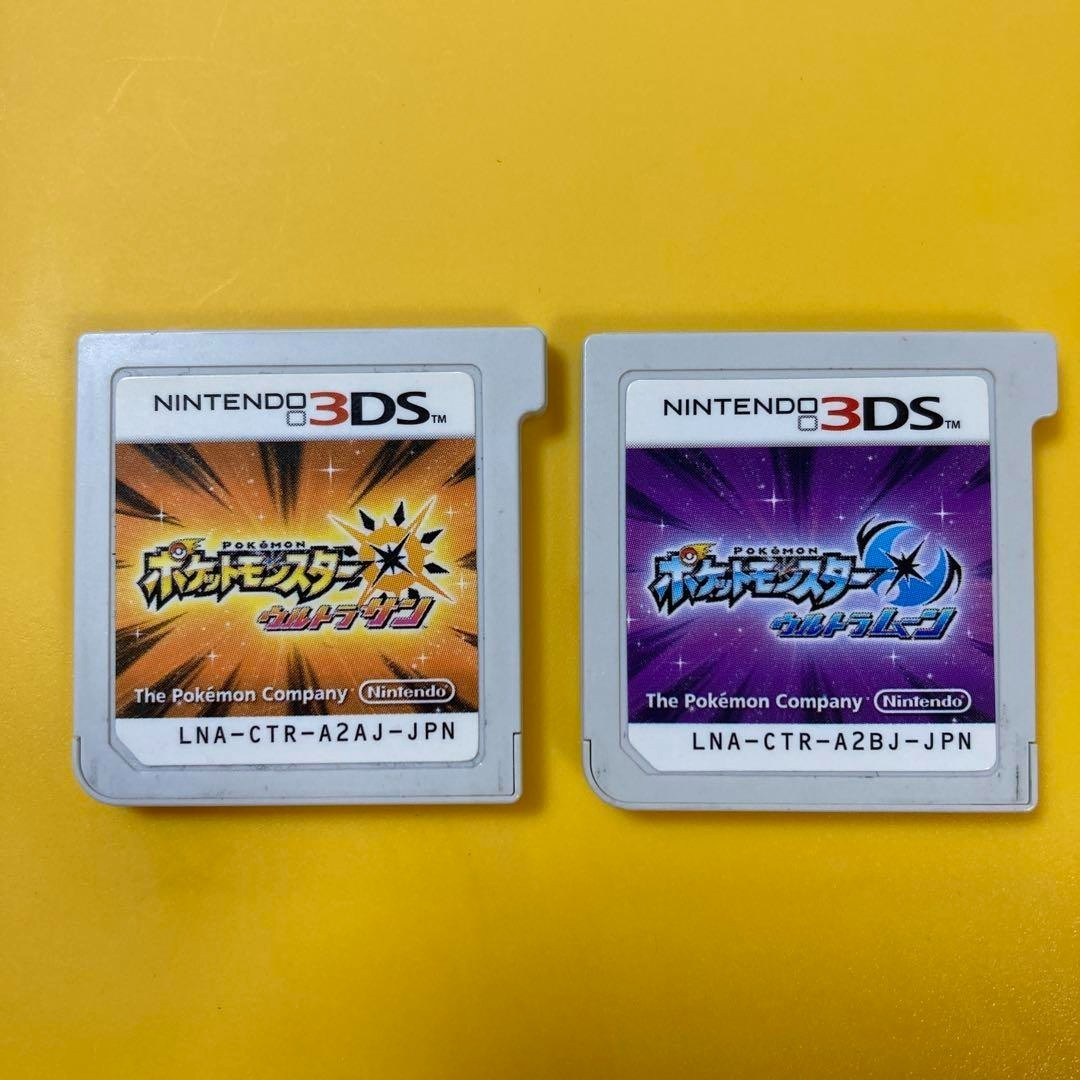 NINTENDO 3DS™
POKéMON
ポケットモンスター
ウルトラサン
The Pokémon Company Nintendo
LNA-CTR-A2AJ-JPN
NINTENDO 3DS™
POKéMON
ポケットモンスター
ウルトラムーン
The Pokémon Company Nintendo
LNA-CTR-A2BJ-JPN